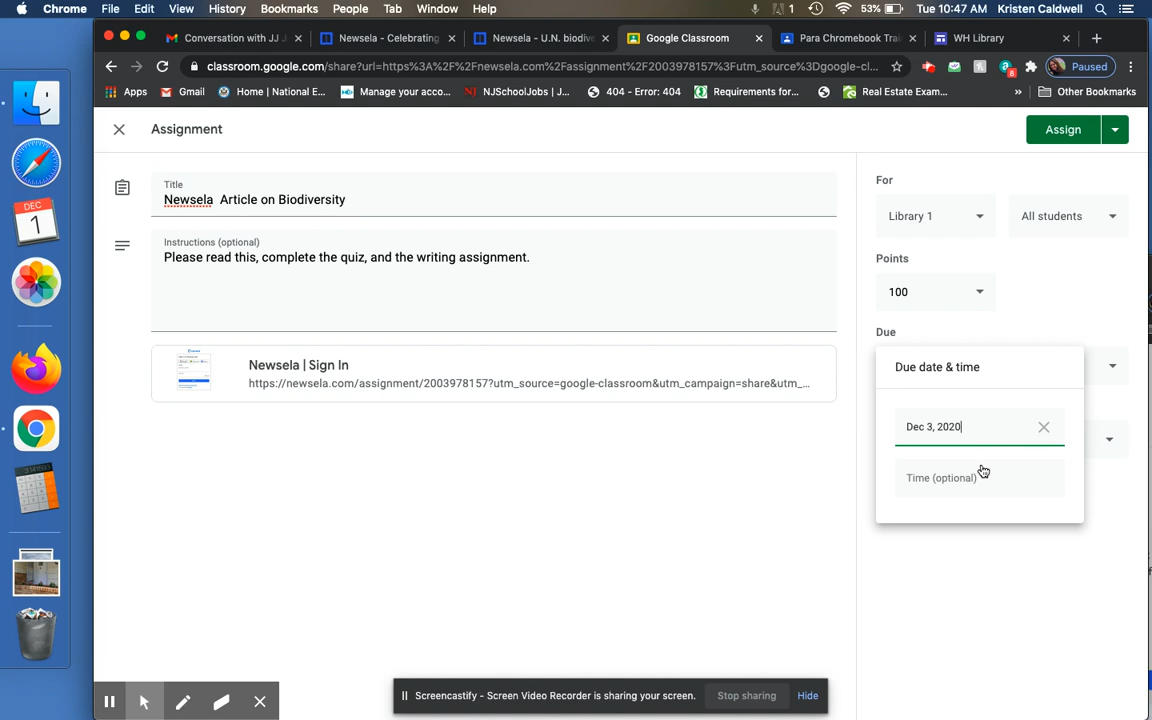 Chrome File Edit View History Bookmarks People Tab Window Help 1 53% Tue 10:47 AM Kristen Caldwell
Conversation with JJ J
Newsela - Celebrating
Newsela - U.N. biodive
Google Classroom
Para Chromebook Trai
WH Library
classroom.google.com/share?url=https%3A%2F%2Fnewsela.com%2Fassignment%2F2003978157%3Futm_source%3Dgoogle-cl...
8
Paused
Apps
Gmail
Home | National E...
Manage your acco...
NJSchoolJobs | J...
404 - Error: 404
Requirements for...
Real Estate Exam...
»
Other Bookmarks
DEC
1
Assignment
Assign
Title
Newsela Article on Biodiversity
Instructions (optional)
Please read this, complete the quiz, and the writing assignment.
Newsela | Sign In
https://newsela.com/assignment/2003978157?utm_source=google-classroom&utm_campaign=share&utm_...
For
Library 1
All students
Points
100
Due
Due date & time
Dec 3, 2020
Time (optional)
Screencastify - Screen Video Recorder is sharing your screen.
Stop sharing
Hide